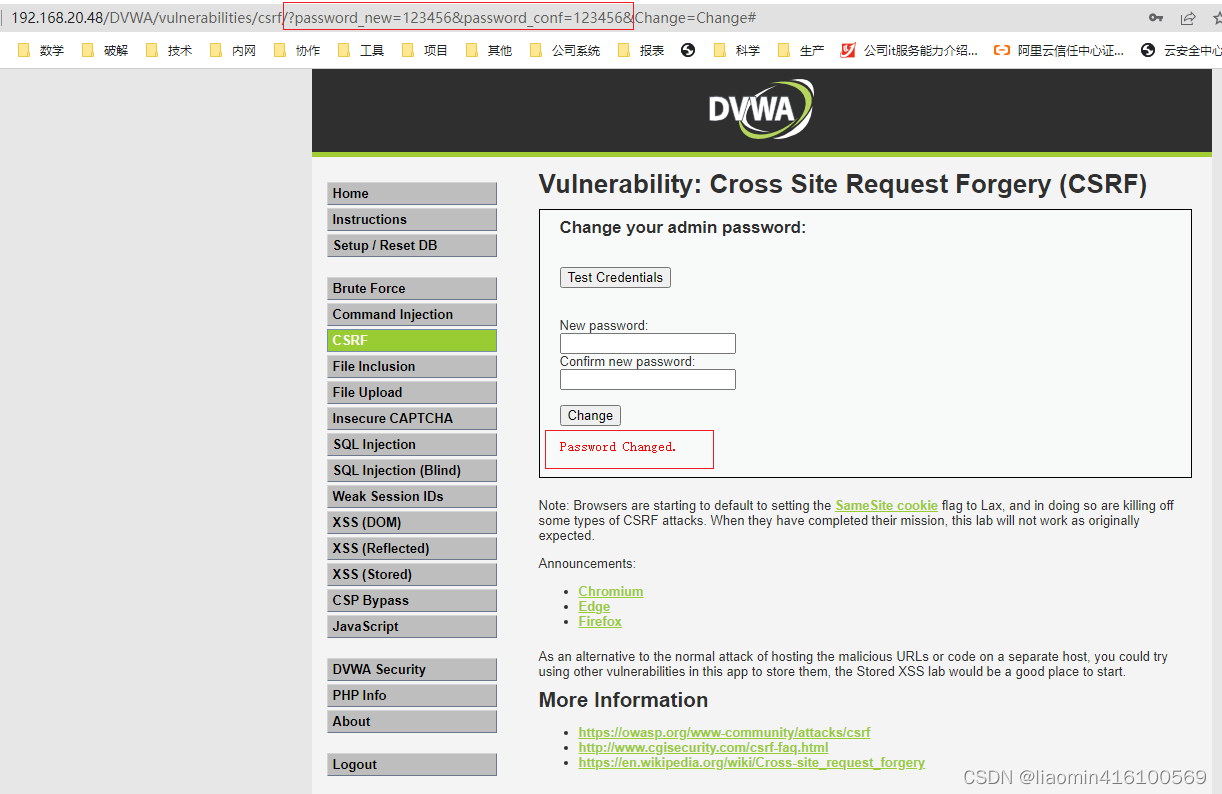 192.168.20.48/DVWA/vulnerabilities/csrf/?password_new=123456&password_conf=123456&Change=Change#
数学 破解 技术 内网 协作 工具 项目 其他 公司系统 报表 科学 生产 公司it服务能力介绍... 阿里云信任中心证... 云安全中心
DVWA
Home
Instructions
Setup / Reset DB
Brute Force
Command Injection
CSRF
File Inclusion
File Upload
Insecure CAPTCHA
SQL Injection
SQL Injection (Blind)
Weak Session IDs
XSS (DOM)
XSS (Reflected)
XSS (Stored)
CSP Bypass
JavaScript
DVWA Security
PHP Info
About
Logout
Vulnerability: Cross Site Request Forgery (CSRF)
Change your admin password:
Test Credentials
New password:
Confirm new password:
Change
Password Changed.
Note: Browsers are starting to default to setting the SameSite cookie flag to Lax, and in doing so are killing off
some types of CSRF attacks. When they have completed their mission, this lab will not work as originally
expected.
Announcements:
• Chromium
• Edge
• Firefox
As an alternative to the normal attack of hosting the malicious URLs or code on a separate host, you could try
using other vulnerabilities in this app to store them, the Stored XSS lab would be a good place to start.
More Information
• https://owasp.org/www-community/attacks/csrf
• http://www.cgisecurity.com/csrf-faq.html
• https://en.wikipedia.org/wiki/Cross-site_request_forgery
CSDN @liaomin416100569